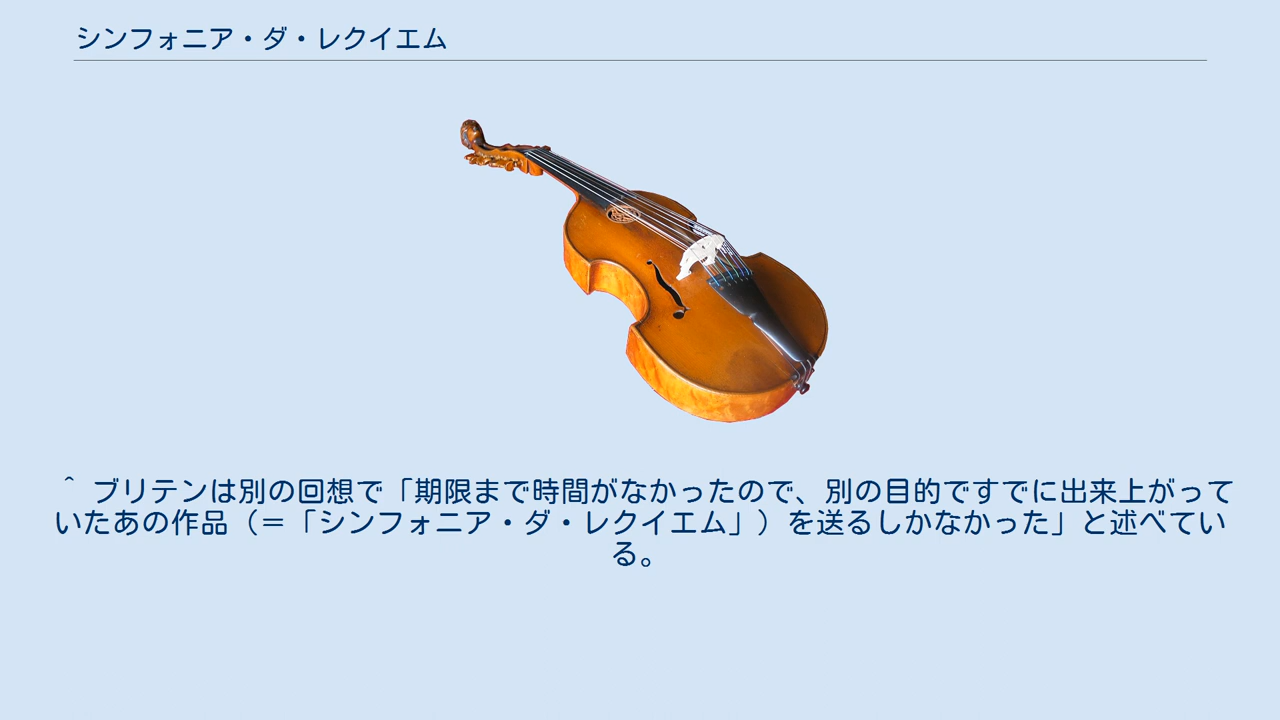 シンフォニア・ダ・レクイエム
^ ブリテンは別の回想で「期限まで時間がなかったので、別の目的ですでに出来上がって
いたあの作品（＝「シンフォニア・ダ・レクイエム」）を送るしかなかった」と述べてい
る。